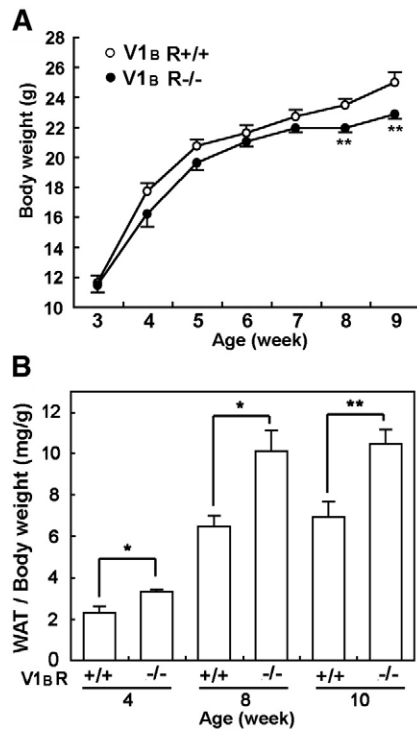 A
V1B R+/+
V1B R-/-
Body weight (g)
28
26
24
22
20
18
16
14
12
10
**
**
3 4 5 6 7 8 9
Age (week)
B
WAT / Body weight (mg/g)
12
10
8
6
4
2
0
*
*
**
V1B R +/+ -/- +/+ -/- +/+ -/-
4 8 10
Age (week)